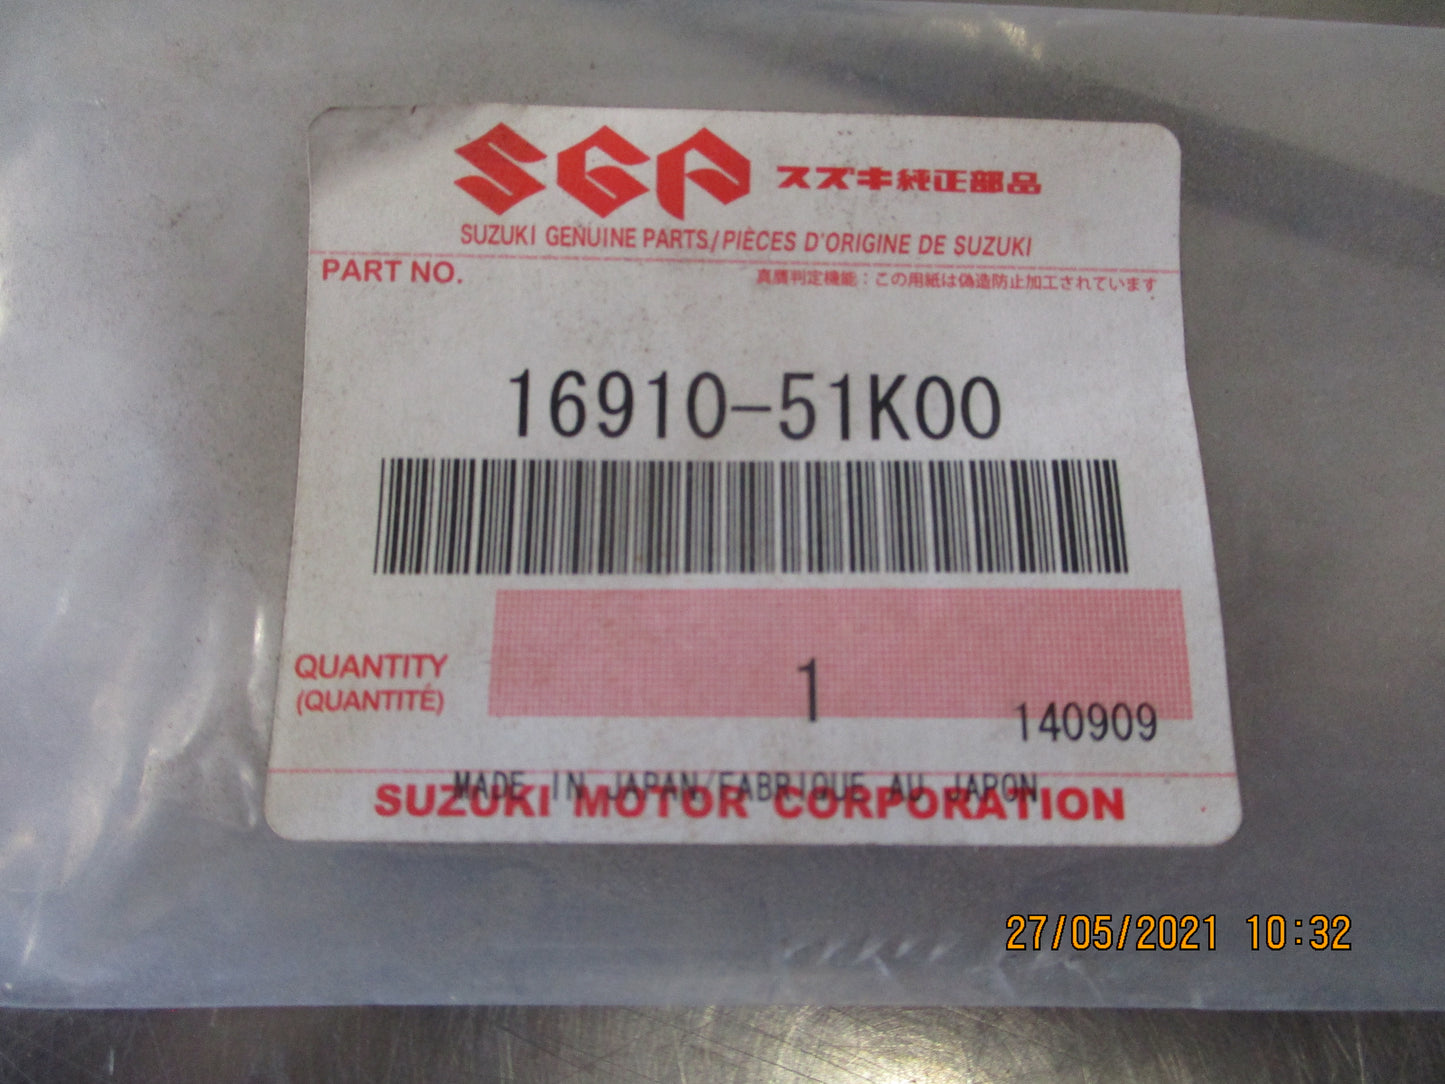 SGP スズキ純正部品
SUZUKI GENUINE PARTS/PIÈCES D'ORIGINE DE SUZUKI
PART NO.
真贋判定機能：この用紙は偽造防止加工されています
16910-51K00
QUANTITY
(QUANTITÉ)
1
140909
MADE IN JAPAN/FABRIQUE AU JAPON
SUZUKI MOTOR CORPORATION
27/05/2021 10:32